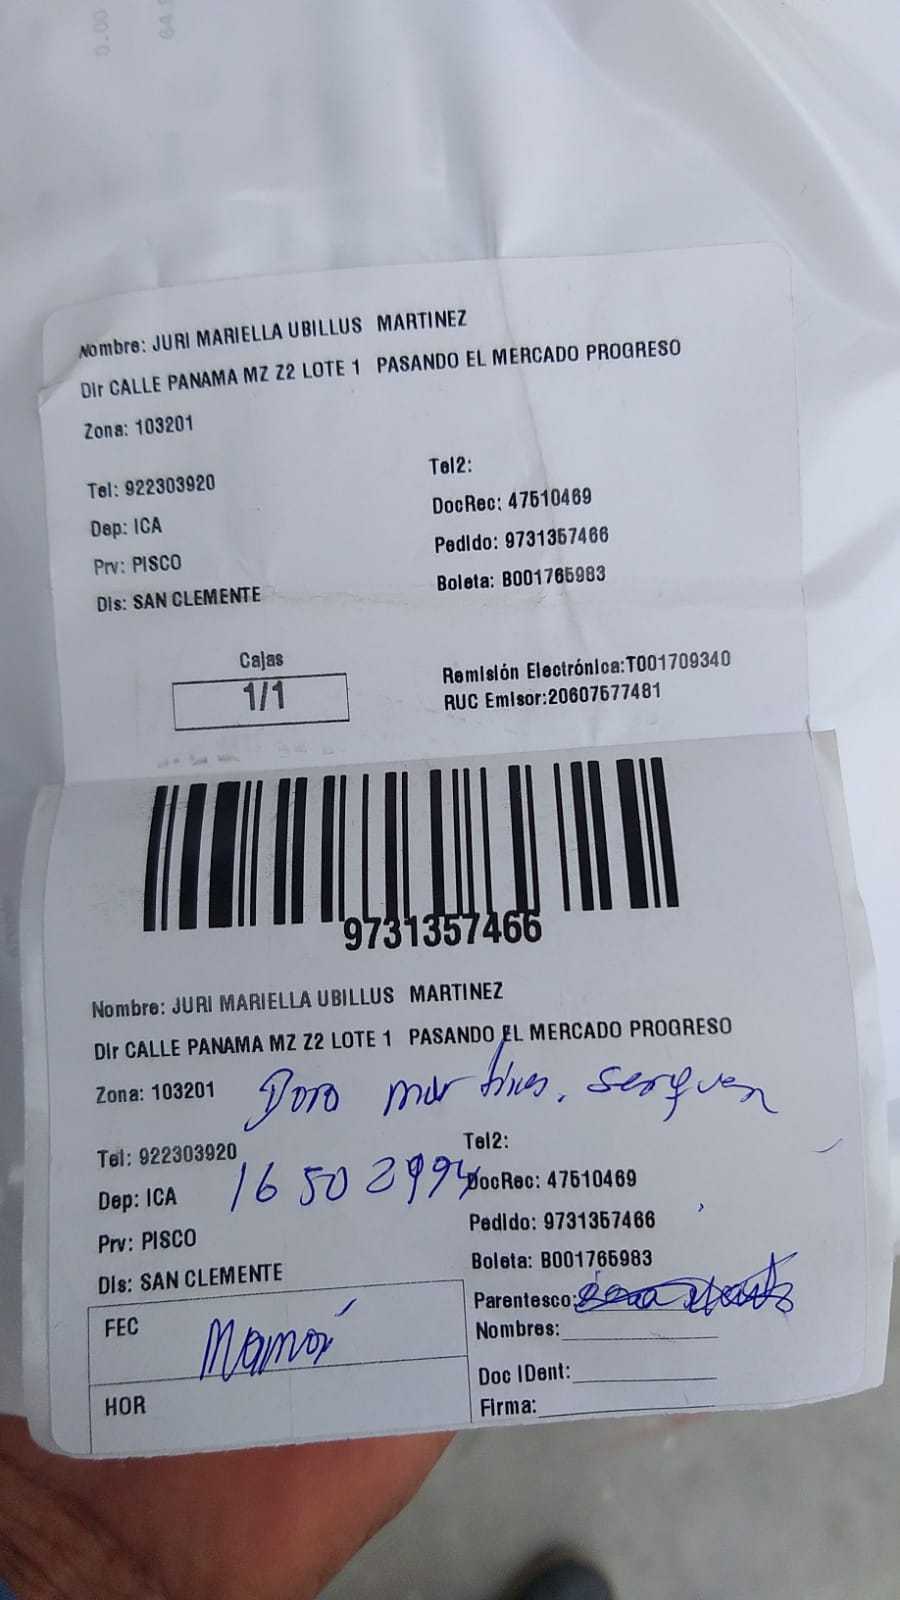 Nombre: JURI MARIELLA UBILLUS MARTINEZ
Dir CALLE PANAMA MZ Z2 LOTE 1 PASANDO EL MERCADO PROGRESO
Zona: 103201
Tel: 922303920
Tel2:
Dep: ICA
DocRec: 47510469
Prv: PISCO
Pedido: 9731357466
Dis: SAN CLEMENTE
Boleta: B001765983
Cajas
1/1
Remisión Electrónica:T001709340
RUC Emisor:20607577481
9731357466
Nombre: JURI MARIELLA UBILLUS MARTINEZ
Dir CALLE PANAMA MZ Z2 LOTE 1 PASANDO EL MERCADO PROGRESO
Zona: 103201
Tel: 922303920
Tel2:
Dep: ICA
DocRec: 47510469
Prv: PISCO
Pedido: 9731357466
Dis: SAN CLEMENTE
Boleta: B001765983
Parentesco:
FEC
Mamá
Nombres:
Doc IDent:
HOR
Firma: